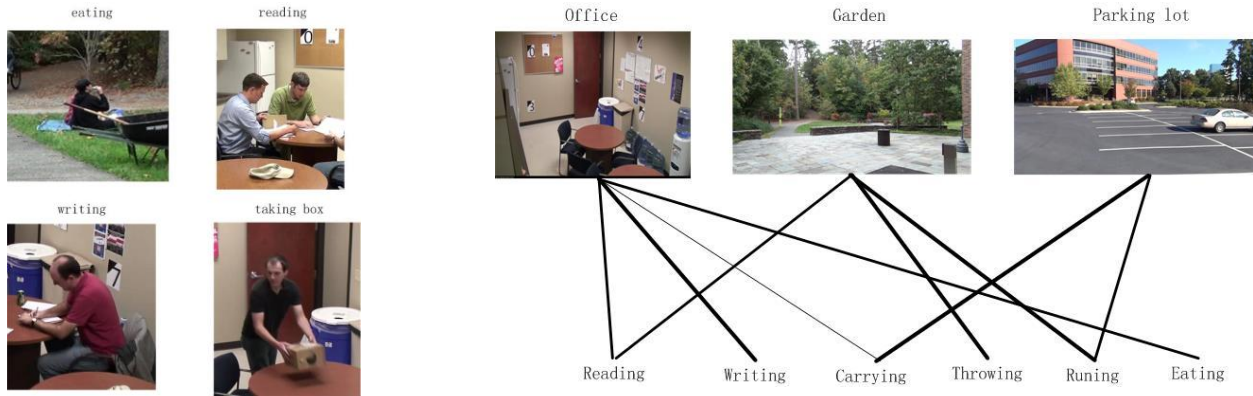 eating
reading
writing
taking box
Office
Garden
Parking lot
Reading
Writing
Carrying
Throwing
Runing
Eating